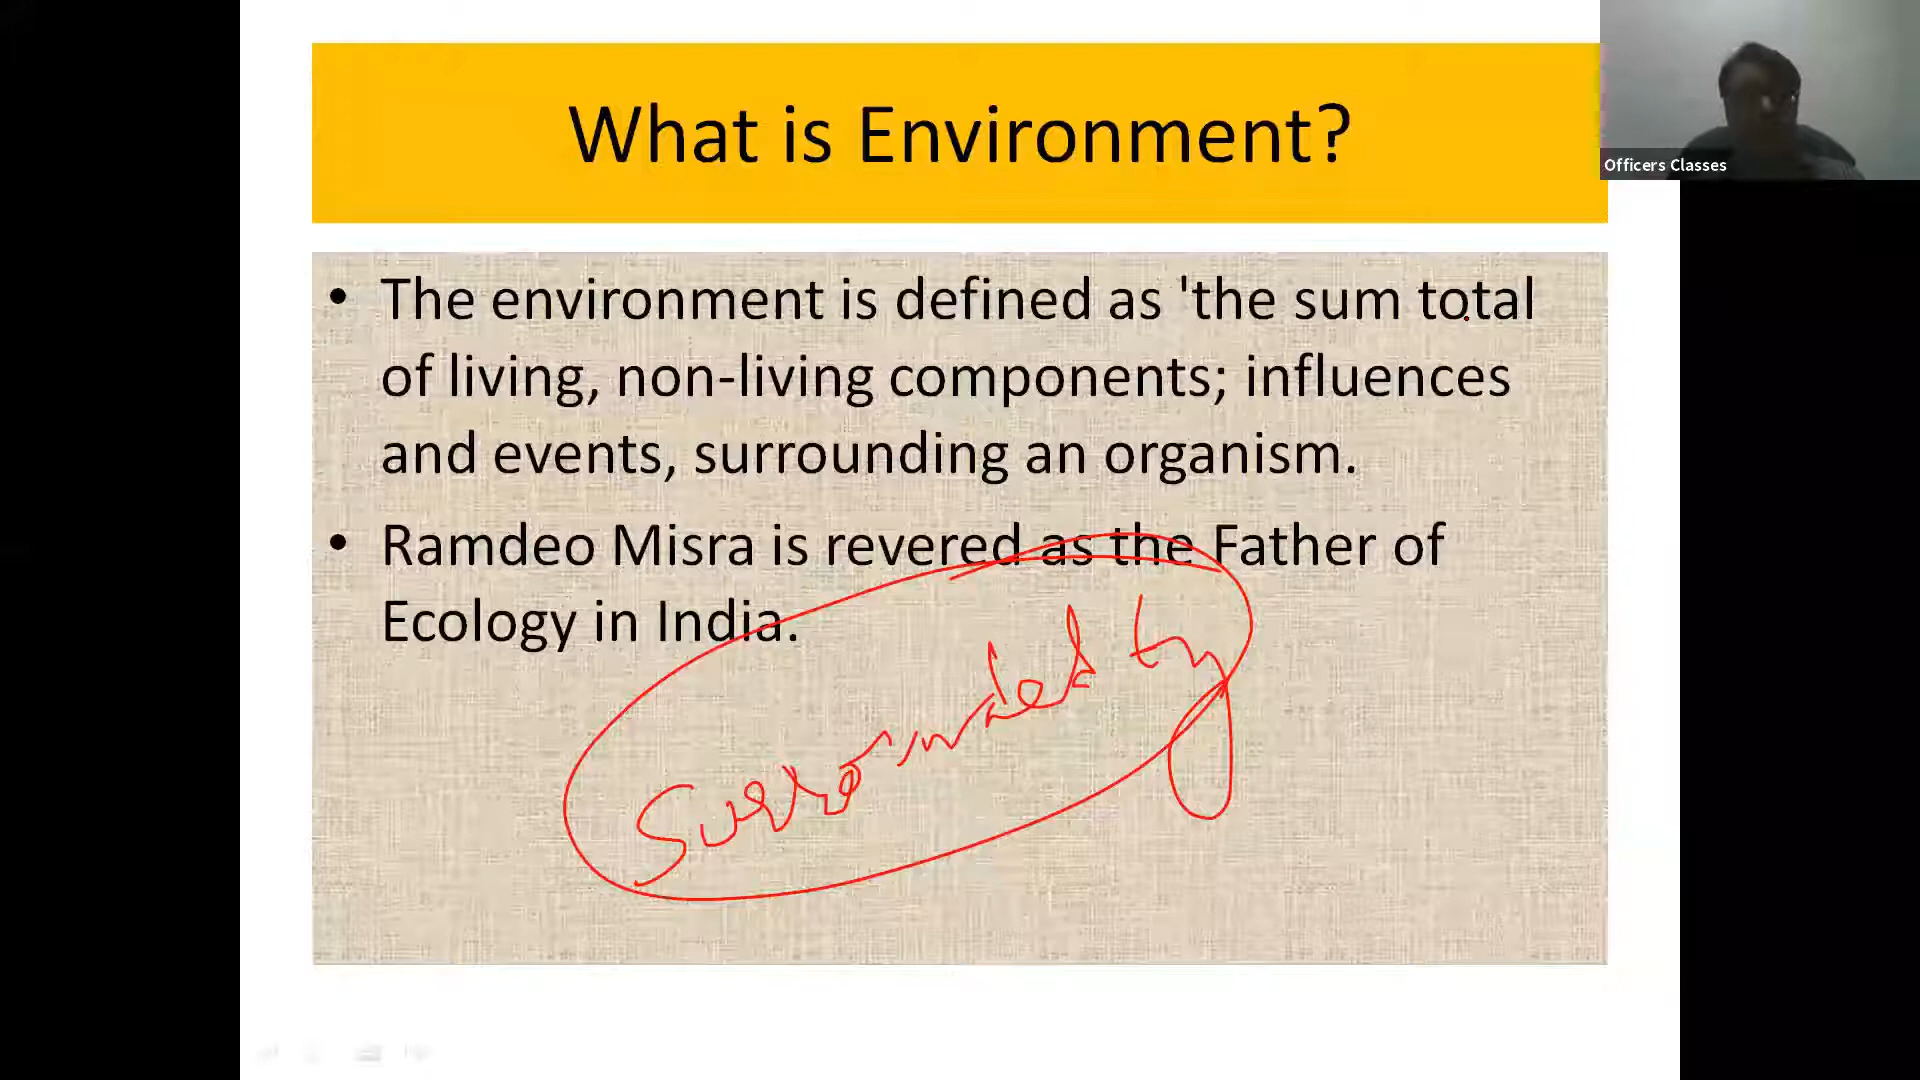 What is Environment?
Officers Classes
• The environment is defined as 'the sum total
of living, non-living components; influences
and events, surrounding an organism.
• Ramdeo Misra is revered as the Father of
Ecology in India.
Surrounded by